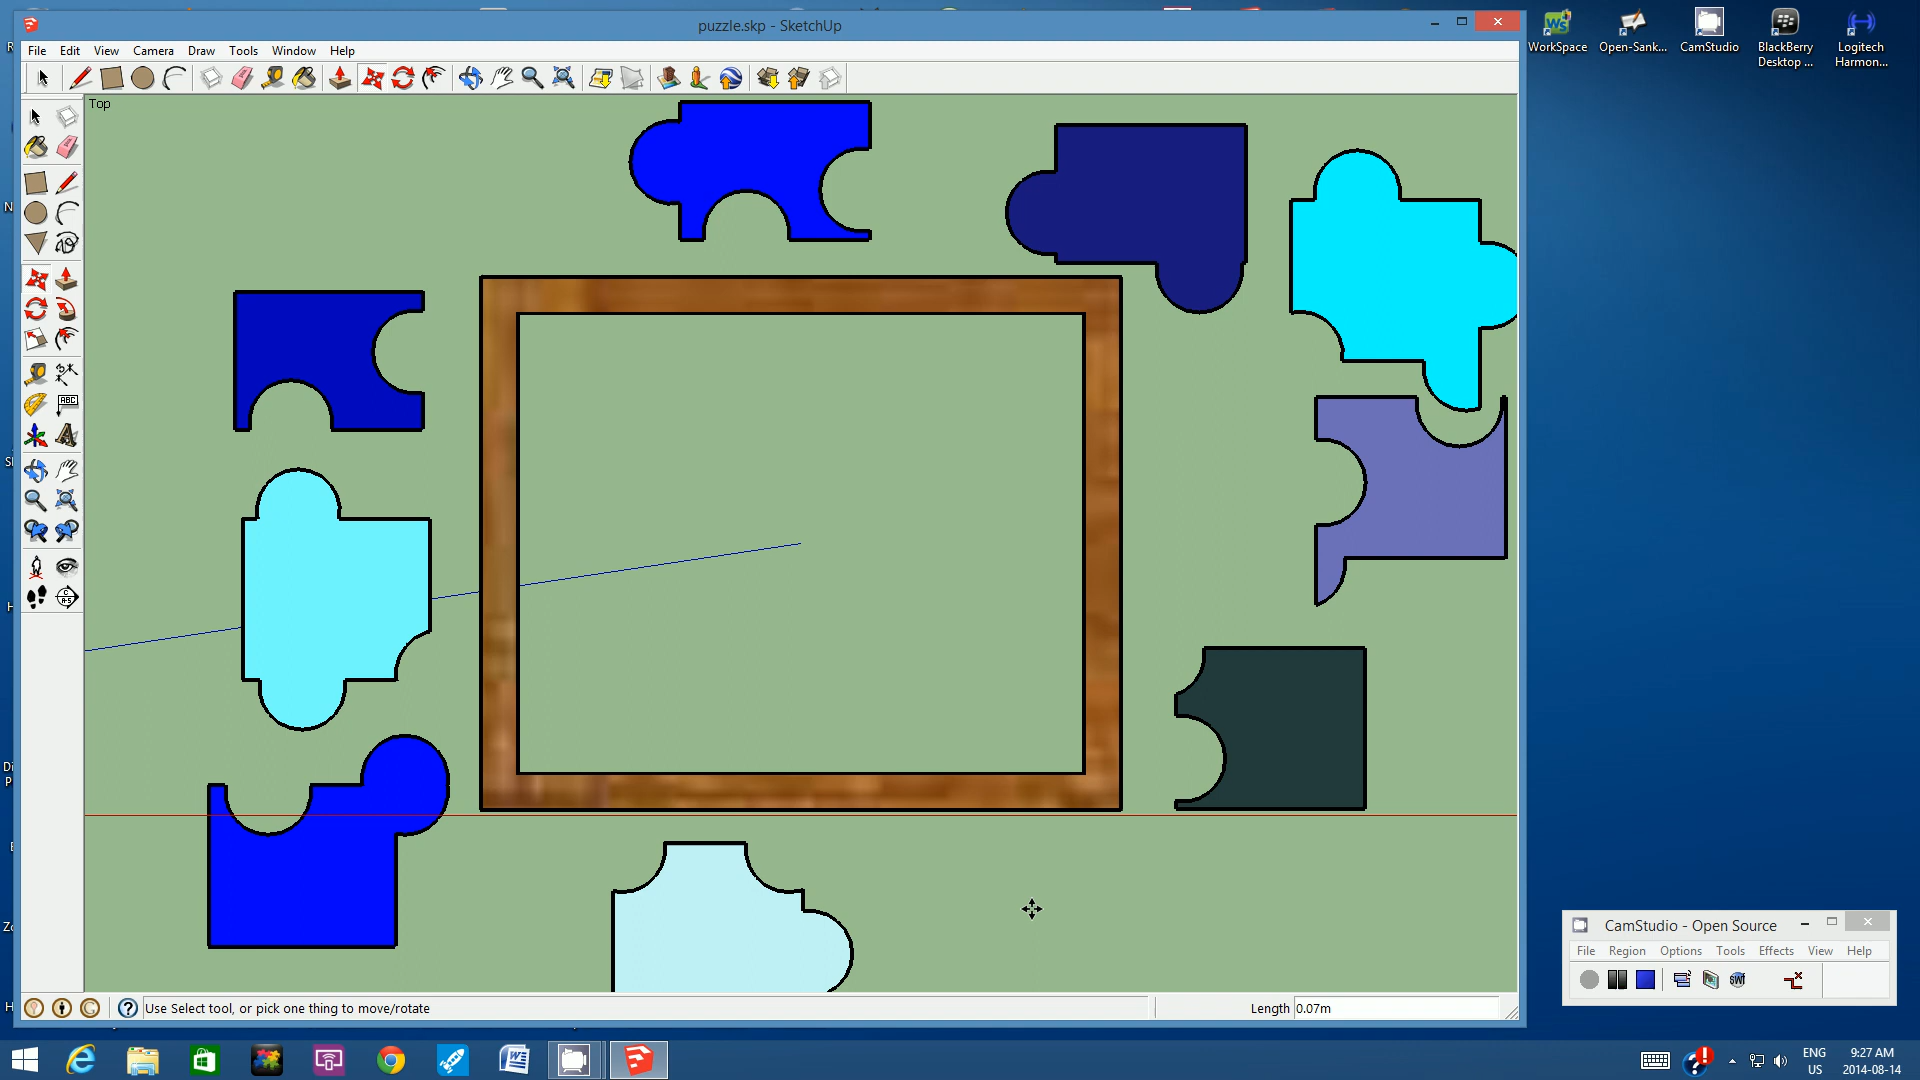 puzzle.skp - SketchUp
File Edit View Camera Draw Tools Window Help
Top
ABC
WorkSpace
Open-Sank...
CamStudio
BlackBerry
Desktop ...
Logitech
Harmon...
CamStudio - Open Source
File Region Options Tools Effects View Help
Use Select tool, or pick one thing to move/rotate
Length 0.07m
ENG
US
9:27 AM
2014-08-14